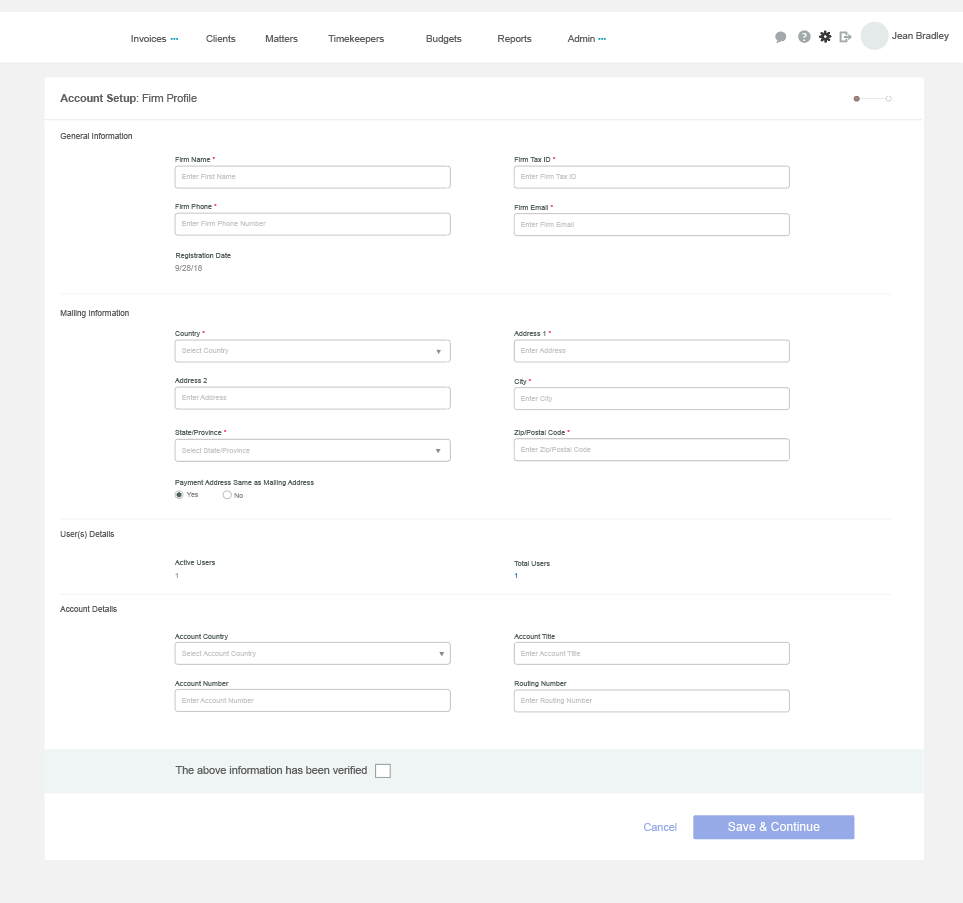 Invoices ··· Clients Matters Timekeepers Budgets Reports Admin ··· ? Jean Bradley
Account Setup: Firm Profile
General Information
Firm Name * Firm Tax ID *
Enter First Name Enter Firm Tax ID
Firm Phone * Firm Email *
Enter Firm Phone Number Enter Firm Email
Registration Date
9/28/18
Mailing Information
Country * Address 1 *
Select Country Enter Address
Address 2 City *
Enter Address Enter City
State/Province * Zip/Postal Code *
Select State/Province Enter Zip/Postal Code
Payment Address Same as Mailing Address
Yes No
User(s) Details
Active Users Total Users
1 1
Account Details
Account Country Account Title
Select Account Country Enter Account Title
Account Number Routing Number
Enter Account Number Enter Routing Number
The above information has been verified
Cancel Save & Continue